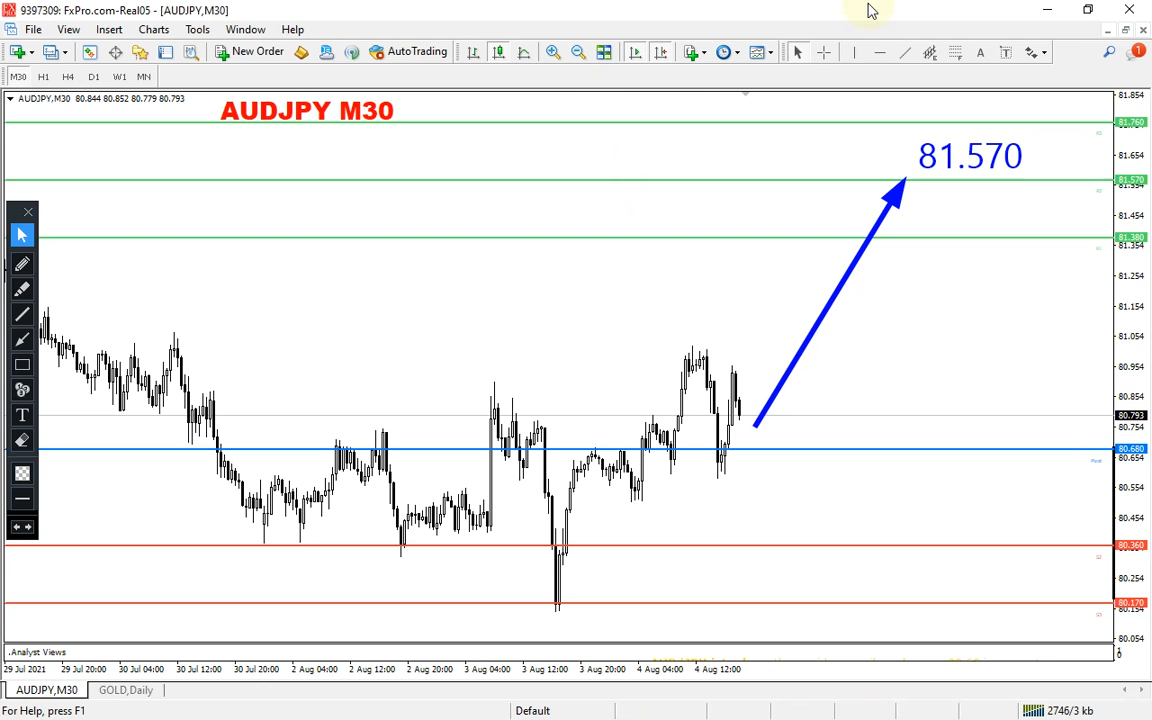 9397309: FxPro.com-Real05 - [AUDJPY,M30]
File View Insert Charts Tools Window Help
New Order AutoTrading 1
M30 H1 H4 D1 W1 MN
AUDJPY,M30 80.844 80.852 80.779 80.793
AUDJPY M30
81.570
81.854
81.760
81.654
81.570
81.554
81.454
81.380
81.354
81.254
81.154
81.054
80.954
80.854
80.793
80.754
80.680
80.654
80.554
80.454
80.360
80.254
80.170
80.154
80.054
T
A
T
.Analyst Views
29 Jul 2021 29 Jul 20:00 30 Jul 04:00 30 Jul 12:00 30 Jul 20:00 2 Aug 04:00 2 Aug 12:00 2 Aug 20:00 3 Aug 04:00 3 Aug 12:00 3 Aug 20:00 4 Aug 04:00 4 Aug 12:00
AUDJPY,M30 GOLD,Daily
For Help, press F1 Default 2746/3 kb